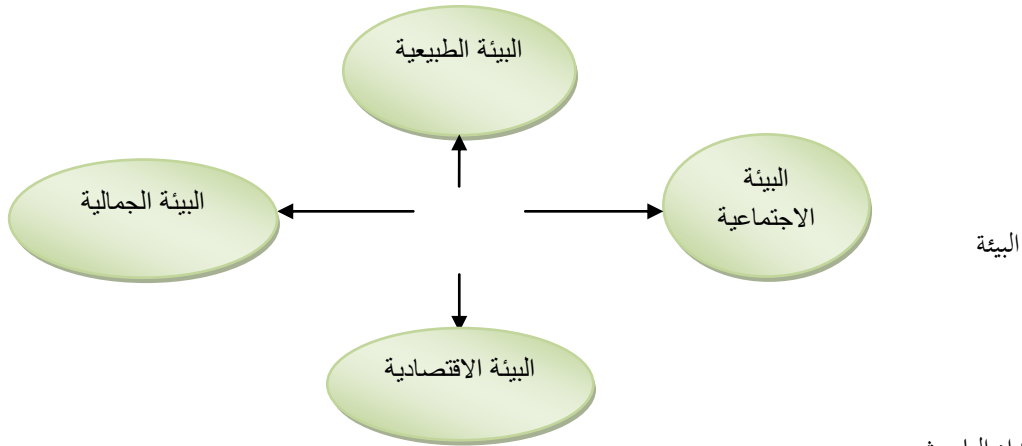 البيئة الطبيعية
البيئة
الاجتماعية
البيئة الجمالية
البيئة
البيئة الاقتصادية